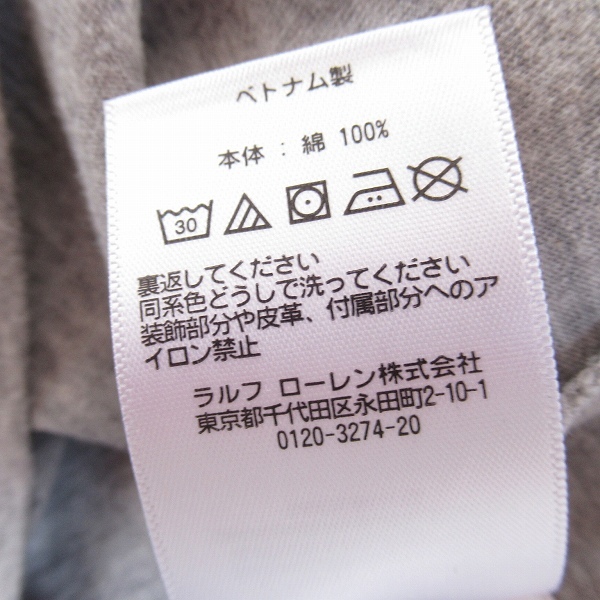 ベトナム製
本体 : 綿 100%
30
裏返してください
同系色どうしで洗ってください
装飾部分や皮革、付属部分へのア
イロン禁止
ラルフ ローレン株式会社
東京都千代田区永田町2-10-1
0120-3274-20